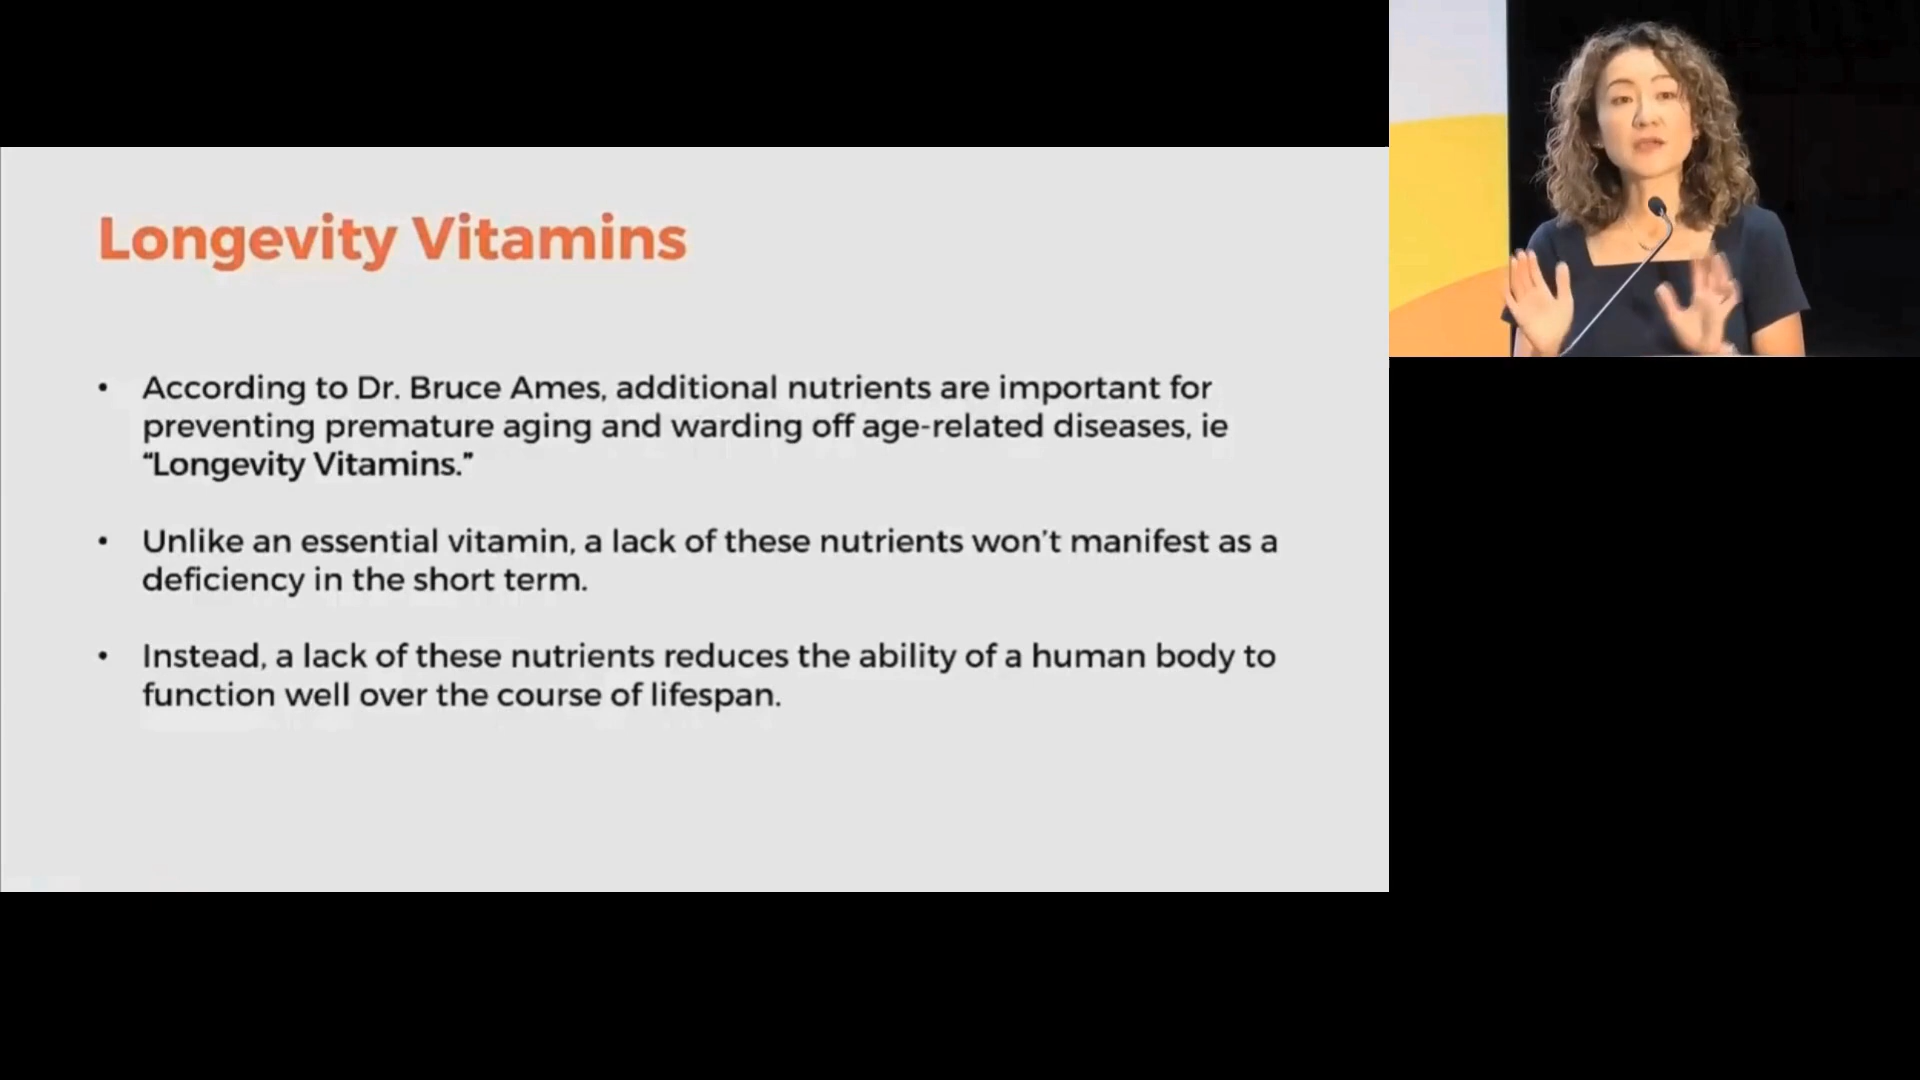 Longevity Vitamins
• According to Dr. Bruce Ames, additional nutrients are important for
preventing premature aging and warding off age-related diseases, ie
“Longevity Vitamins.”
• Unlike an essential vitamin, a lack of these nutrients won’t manifest as a
deficiency in the short term.
• Instead, a lack of these nutrients reduces the ability of a human body to
function well over the course of lifespan.